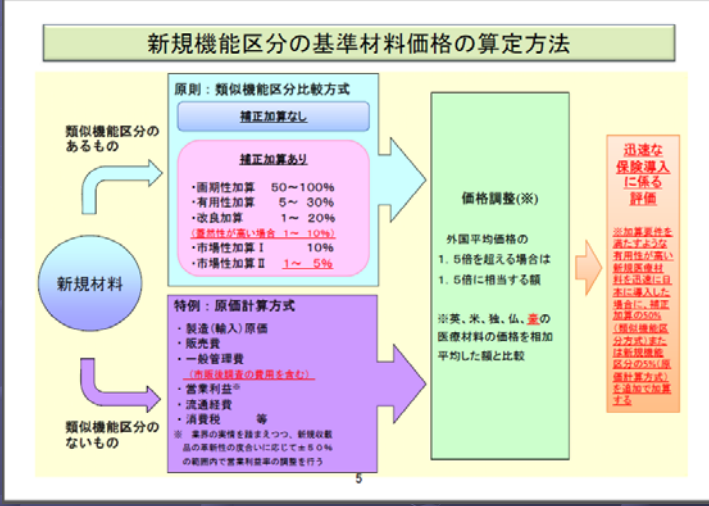 新規機能区分の基準材料価格の算定方法
類似機能区分の
あるもの
新規材料
類似機能区分の
ないもの
原則:類似機能区分比較方式
補正加算なし
補正加算あり
・画期性加算 50~100%
・有用性加算 5~ 30%
・改良加算 1~ 20%
(蓋然性が高い場合 1~ 10%)
・市場性加算Ⅰ 10%
・市場性加算Ⅱ 1~ 5%
特例:原価計算方式
・製造(輸入)原価
・販売費
・一般管理費
(市販後調査の費用を含む)
・営業利益※
・流通経費
・消費税 等
※ 業界の実情を踏まえつつ、新規収載
品の革新性の度合いに応じて±50%
の範囲内で営業利益率の調整を行う
価格調整(※)
外国平均価格の
1.5倍を超える場合は
1.5倍に相当する額
※英、米、独、仏、豪の
医療材料の価格を相加
平均した額と比較
迅速な
保険導入
に係る
評価
※加算要件を
満たすような
有用性が高い
新規医療材
料を迅速に日
本に導入した
場合に、補正
加算の50%
(類似機能区
分方式)また
は新規機能
区分の5%(原
価計算方式)
を追加で加算
する
5